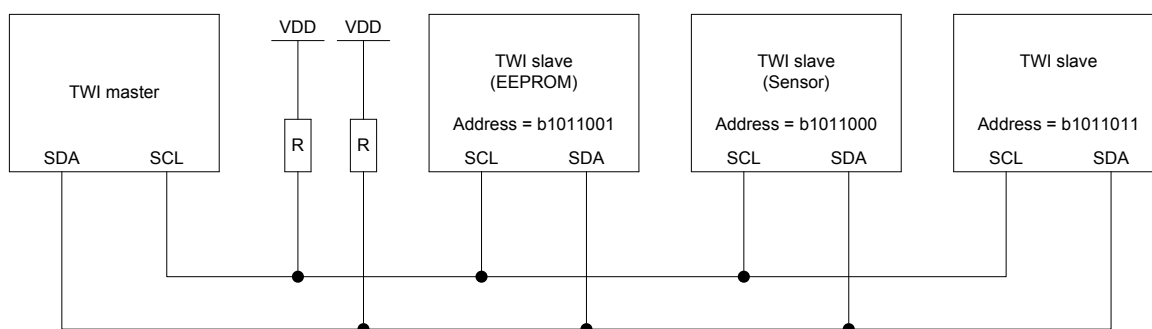 TWI master
SDA SCL
VDD VDD
R R
TWI slave
(EEPROM)
Address = b1011001
SCL SDA
TWI slave
(Sensor)
Address = b1011000
SCL SDA
TWI slave
Address = b1011011
SCL SDA